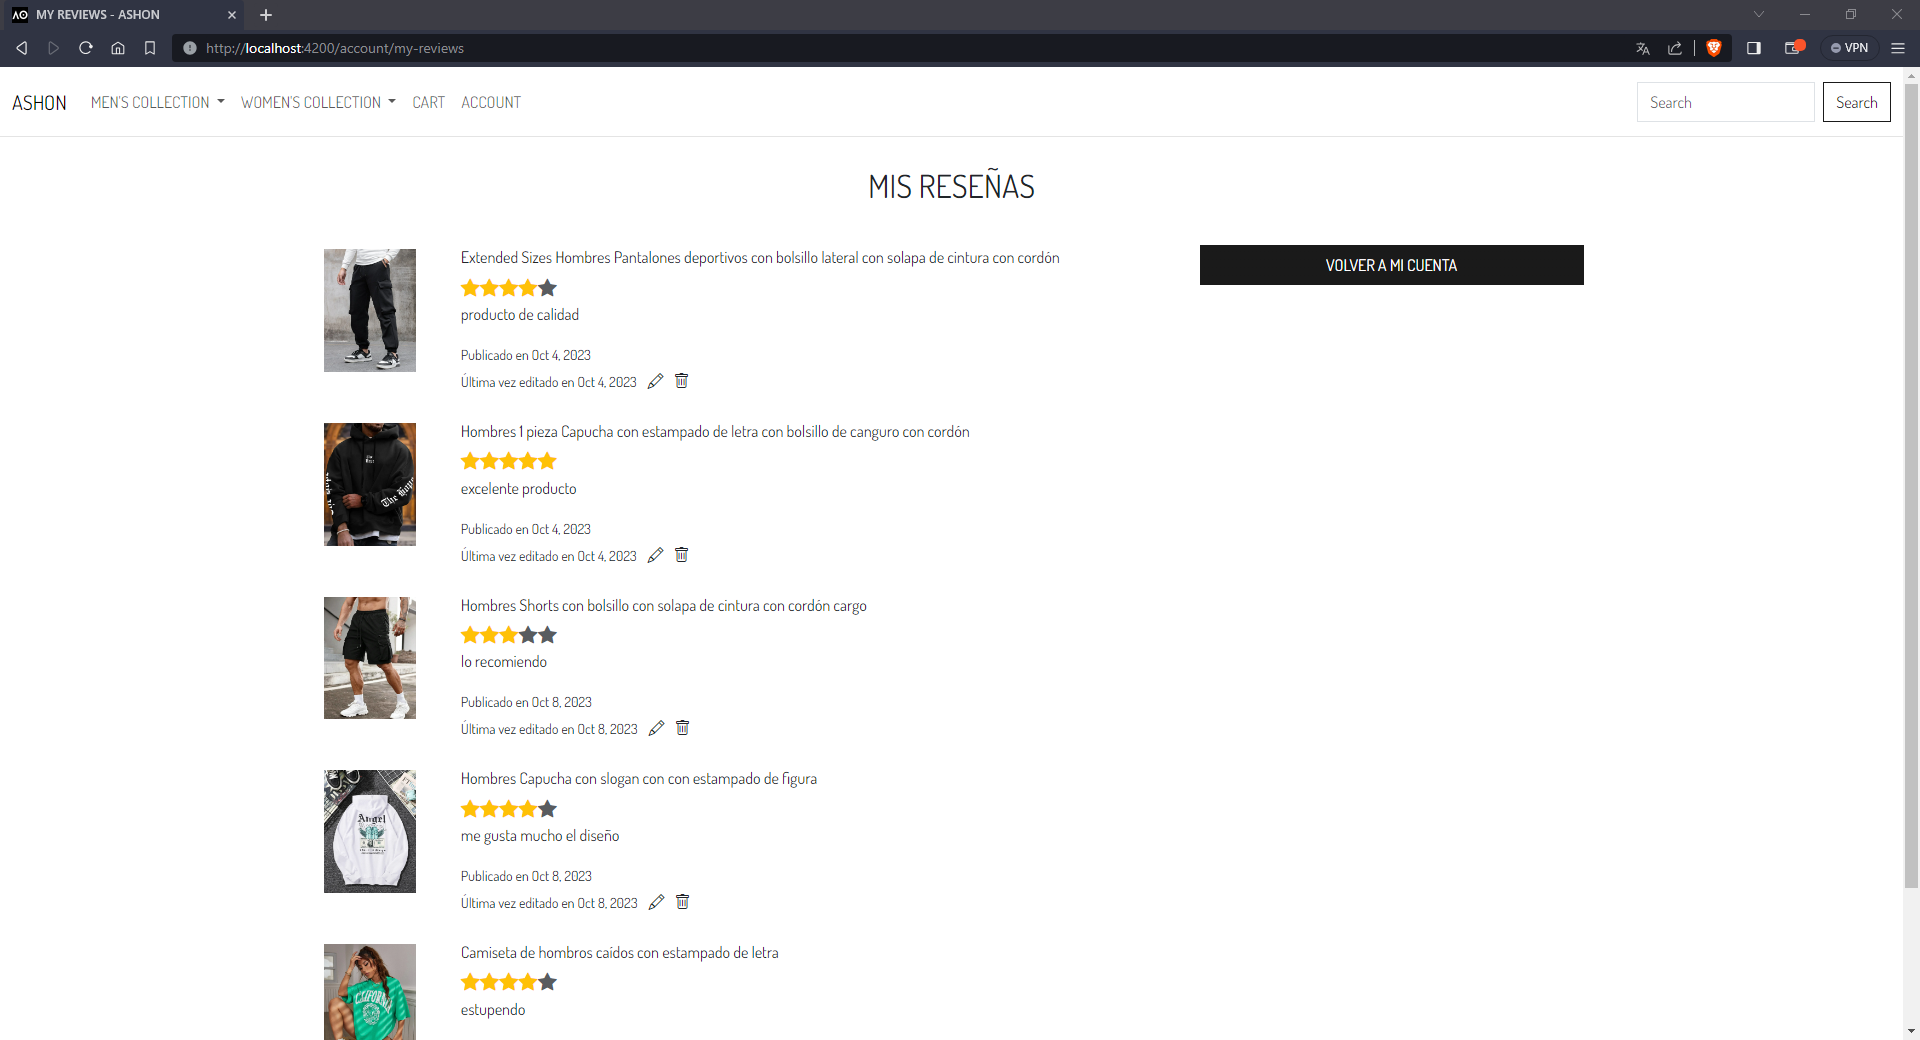 MY REVIEWS - ASHON
http://localhost:4200/account/my-reviews
VPN
ASHON
MEN'S COLLECTION
WOMEN'S COLLECTION
CART
ACCOUNT
Search
Search
MIS RESEÑAS
Extended Sizes Hombres Pantalones deportivos con bolsillo lateral con solapa de cintura con cordón
VOLVER A MI CUENTA
producto de calidad
Publicado en Oct 4, 2023
Última vez editado en Oct 4, 2023
Hombres 1 pieza Capucha con estampado de letra con bolsillo de canguro con cordón
excelente producto
Publicado en Oct 4, 2023
Última vez editado en Oct 4, 2023
Hombres Shorts con bolsillo con solapa de cintura con cordón cargo
lo recomiendo
Publicado en Oct 8, 2023
Última vez editado en Oct 8, 2023
Hombres Capucha con slogan con con estampado de figura
Angel
me gusta mucho el diseño
Publicado en Oct 8, 2023
Última vez editado en Oct 8, 2023
Camiseta de hombros caídos con estampado de letra
CALIFORNIA
estupendo